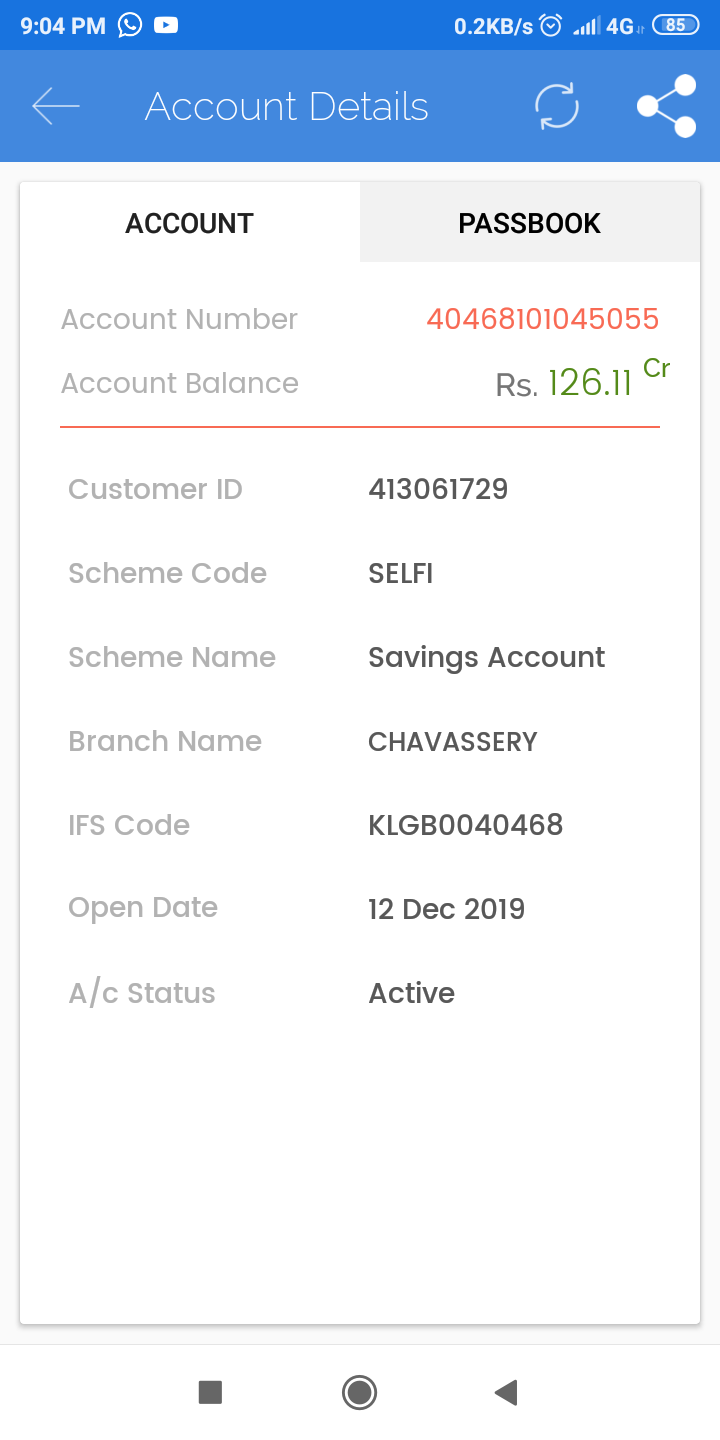 9:04 PM 0.2KB/s 4G 85
Account Details
ACCOUNT PASSBOOK
Account Number 40468101045055
Account Balance Rs. 126.11 Cr
Customer ID 413061729
Scheme Code SELFI
Scheme Name Savings Account
Branch Name CHAVASSERY
IFS Code KLGB0040468
Open Date 12 Dec 2019
A/c Status Active